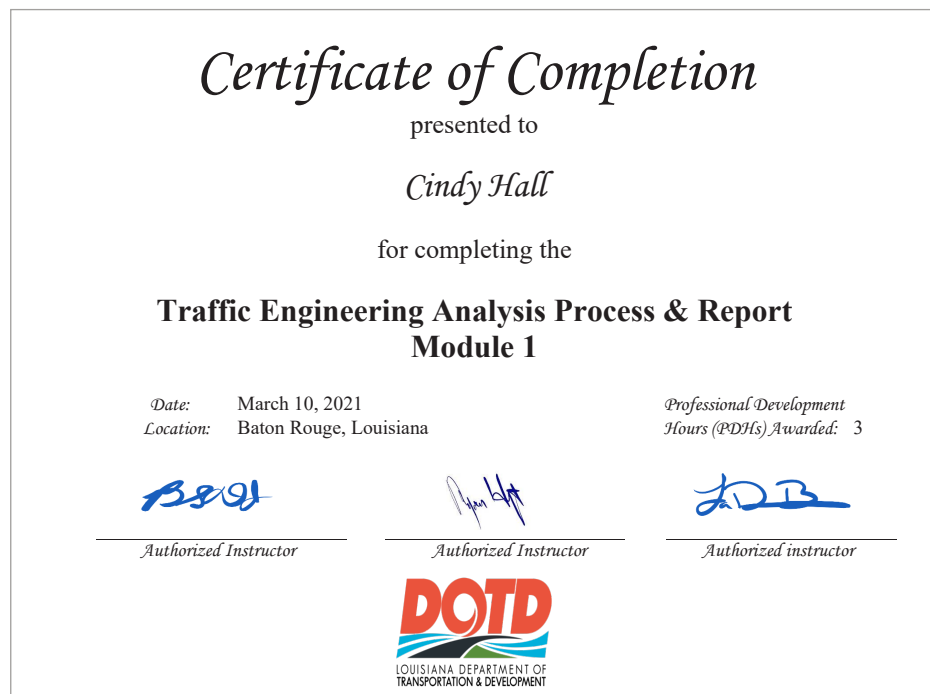 Certificate of Completion
presented to
Cindy Hall
for completing the
Traffic Engineering Analysis Process & Report
Module 1
Date: March 10, 2021
Location: Baton Rouge, Louisiana
Professional Development
Hours (PDHs) Awarded: 3
Authorized Instructor
Authorized Instructor
Authorized instructor
DOTD
LOUISIANA DEPARTMENT OF
TRANSPORTATION & DEVELOPMENT